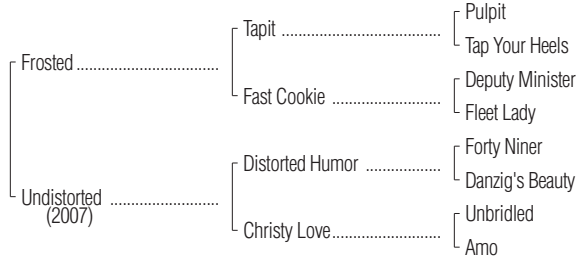 Pulpit
Tapit ........................................
Tap Your Heels
Frosted ....................................
Deputy Minister
Fast Cookie ...........................
Fleet Lady
Forty Niner
Distorted Humor ...................
Danzig's Beauty
Undistorted ...........................
(2007)
Unbridled
Christy Love...........................
Amo